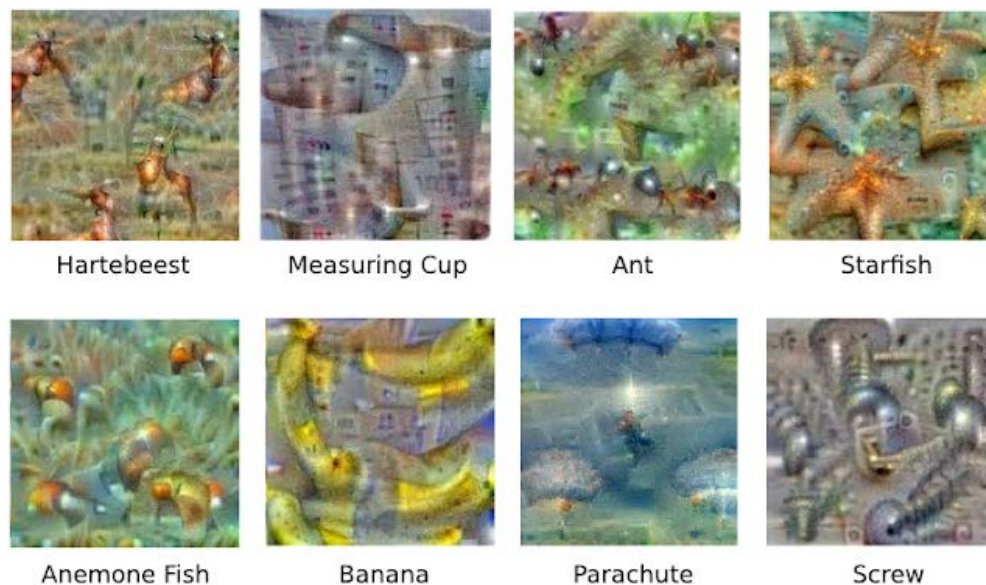 Hartebeest
Measuring Cup
Ant
Starfish
Anemone Fish
Banana
Parachute
Screw